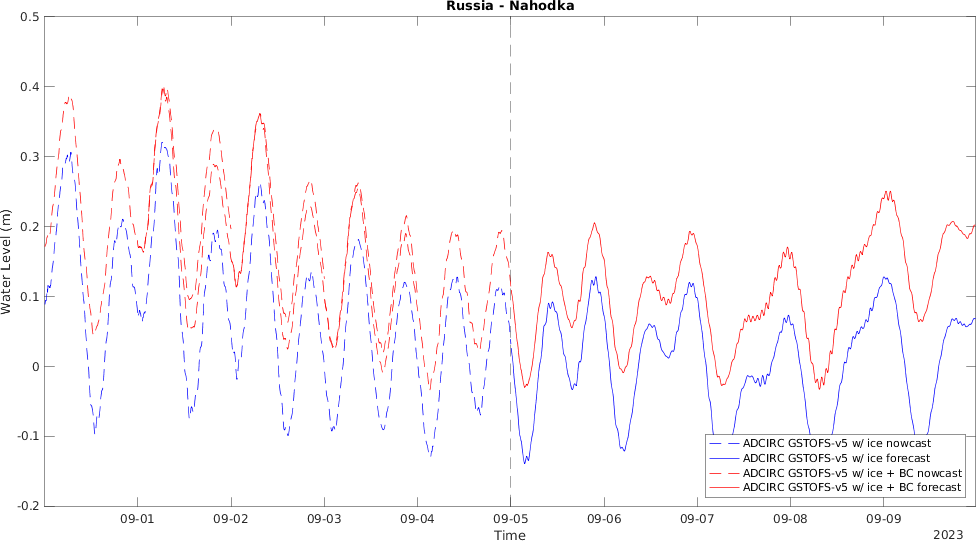 Russia - Nahodka
Water Level (m)
0.5
0.4
0.3
0.2
0.1
0
-0.1
-0.2
ADCIRC GSTOFS-v5 w/ ice nowcast
ADCIRC GSTOFS-v5 w/ ice forecast
ADCIRC GSTOFS-v5 w/ ice + BC nowcast
ADCIRC GSTOFS-v5 w/ ice + BC forecast
09-01 09-02 09-03 09-04 09-05 09-06 09-07 09-08 09-09
Time
2023